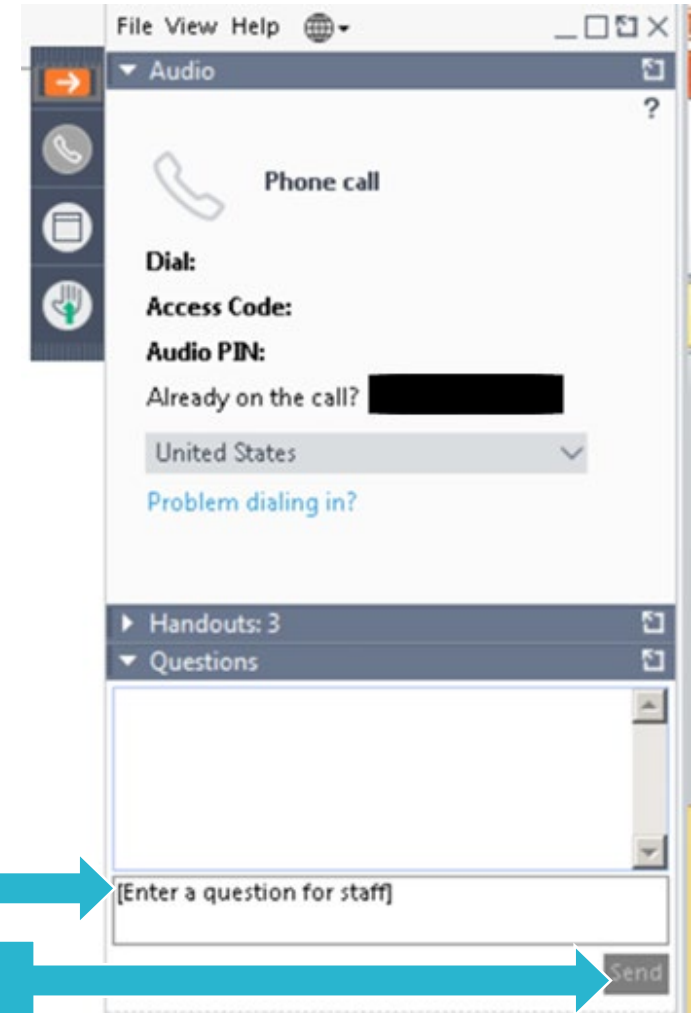 File View Help
Audio
?
Phone call
Dial:
Access Code:
Audio PIN:
Already on the call?
United States
Problem dialing in?
Handouts: 3
Questions
[Enter a question for staff]
Send